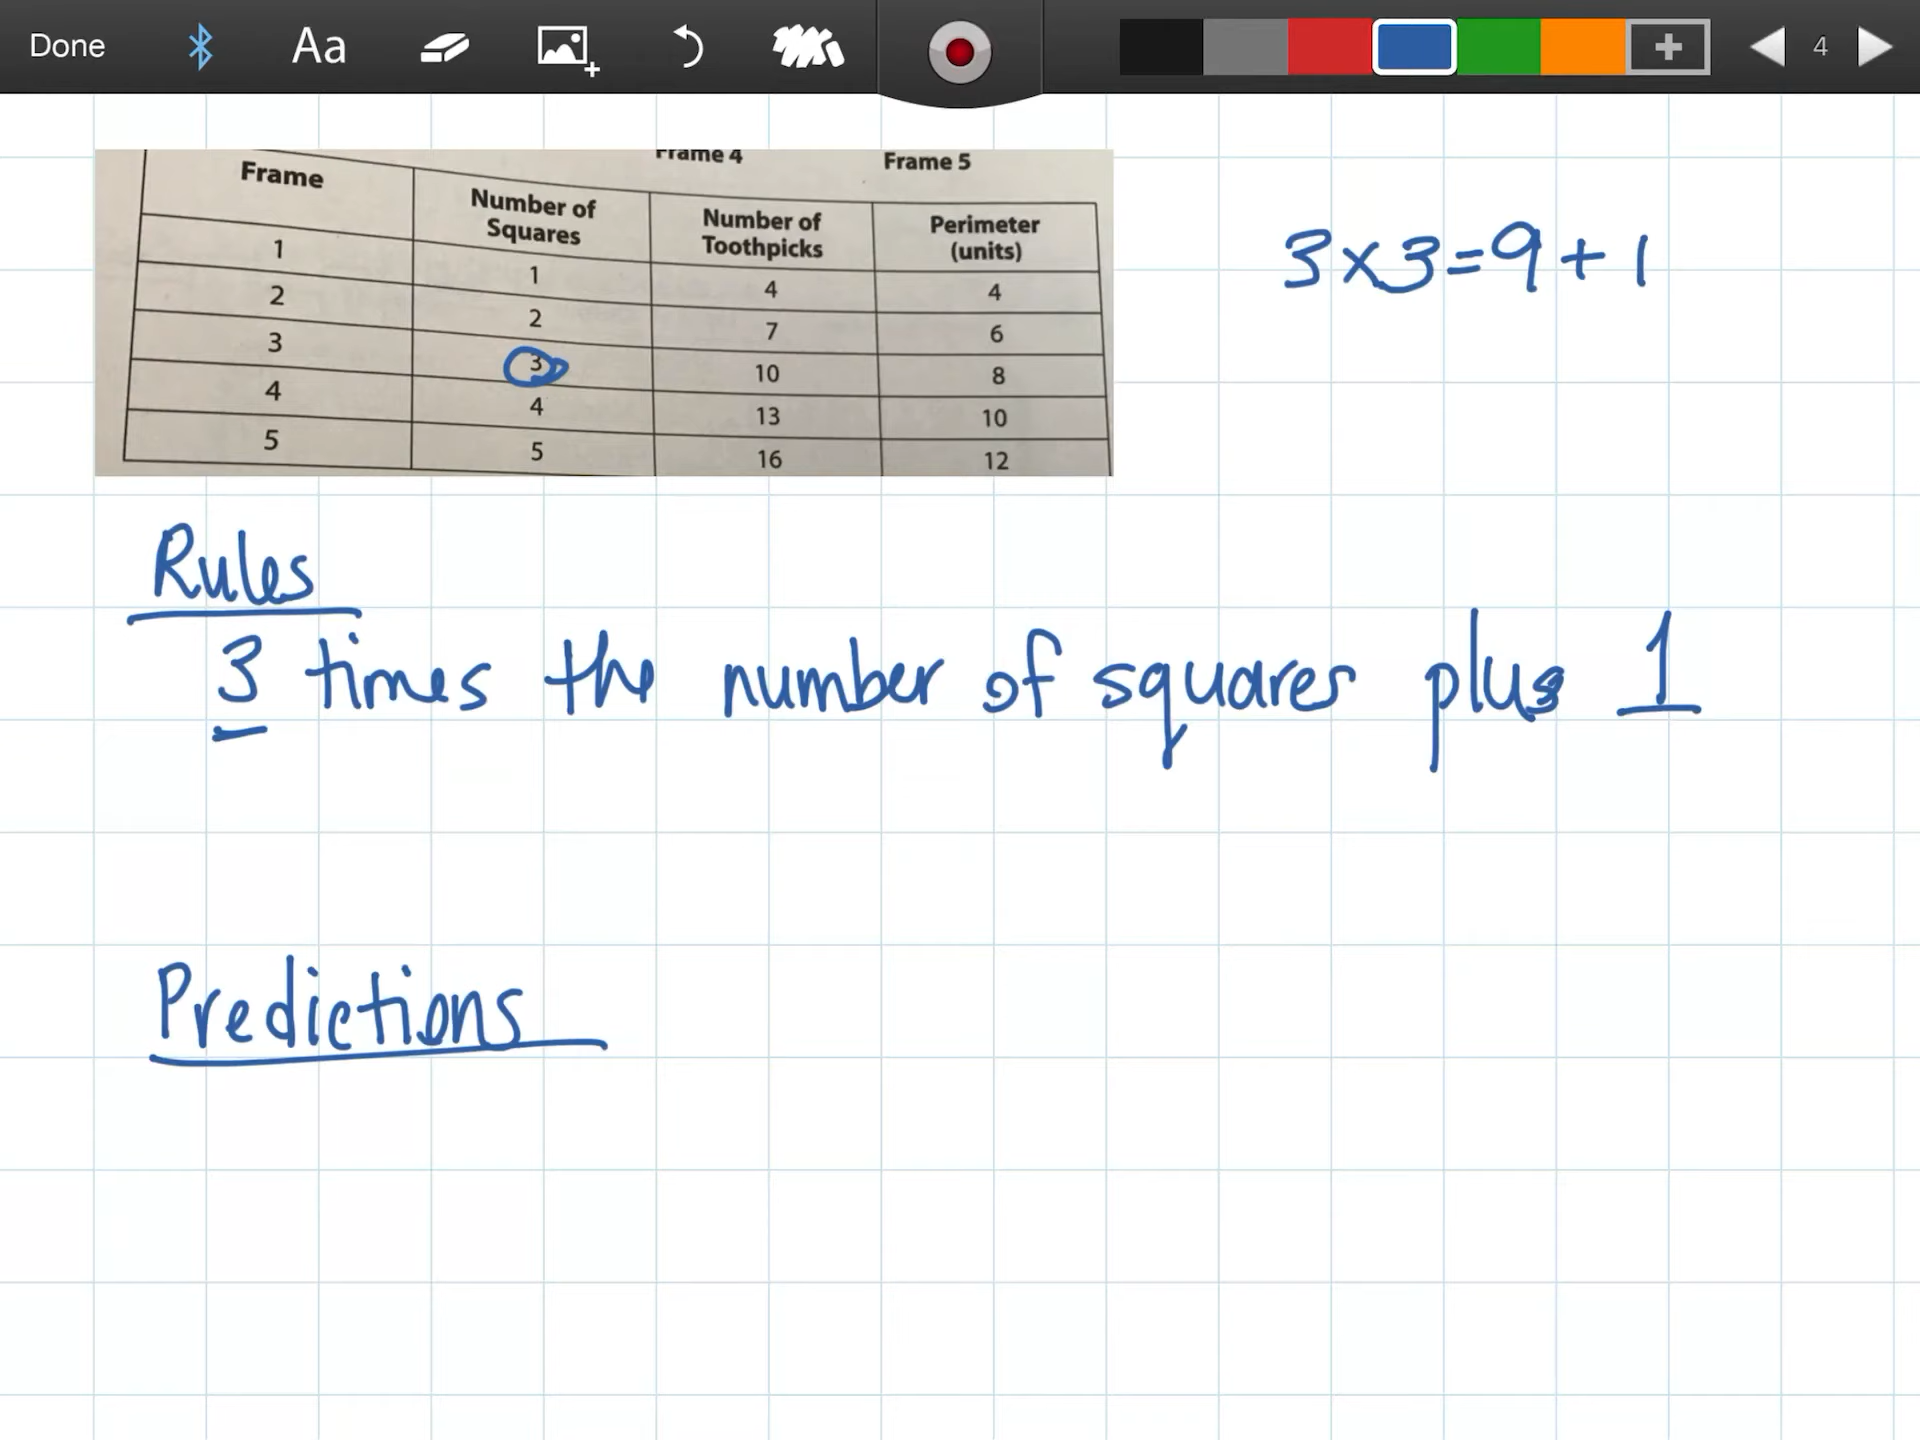 Done Aa 4
Frame 4 Frame 5
Frame Number of Squares Number of Toothpicks Perimeter (units)
1 1 4 4
2 2 7 6
3 3 10 8
4 4 13 10
5 5 16 12
3×3=9+1
Rules
3 times the number of squares plus 1
Predictions